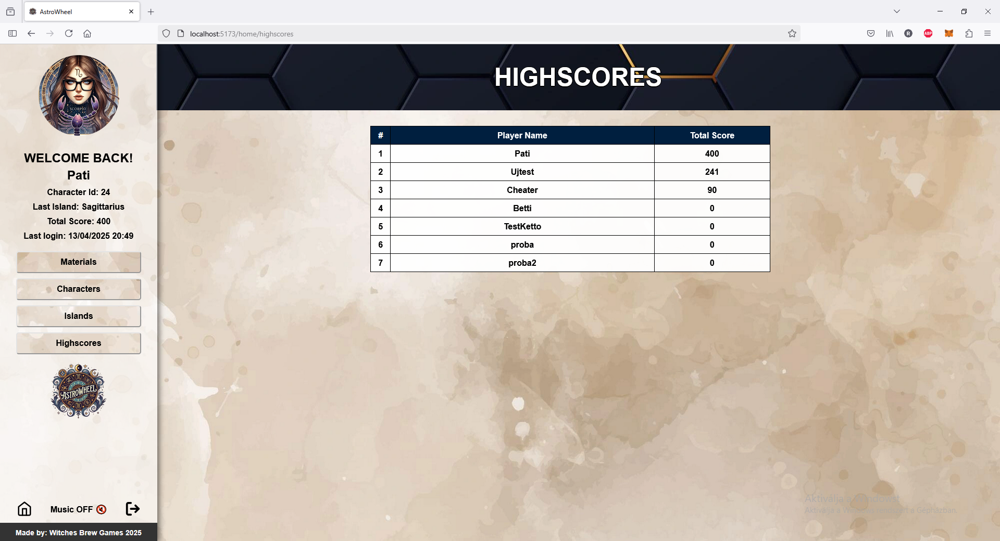 AstroWheel
localhost:5173/home/highscores
SCORPIO
WELCOME BACK!
Pati
Character Id: 24
Last Island: Sagittarius
Total Score: 400
Last login: 13/04/2025 20:49
Materials
Characters
Islands
Highscores
ASTROWHEEL
Music OFF
Made by: Witches Brew Games 2025
HIGHSCORES
# Player Name Total Score
1 Pati 400
2 Ujtest 241
3 Cheater 90
4 Betti 0
5 TestKetto 0
6 proba 0
7 proba2 0
Aktiválja a Windowst
Aktiválja a Windows rendszert a Gépházban.
R
ABP